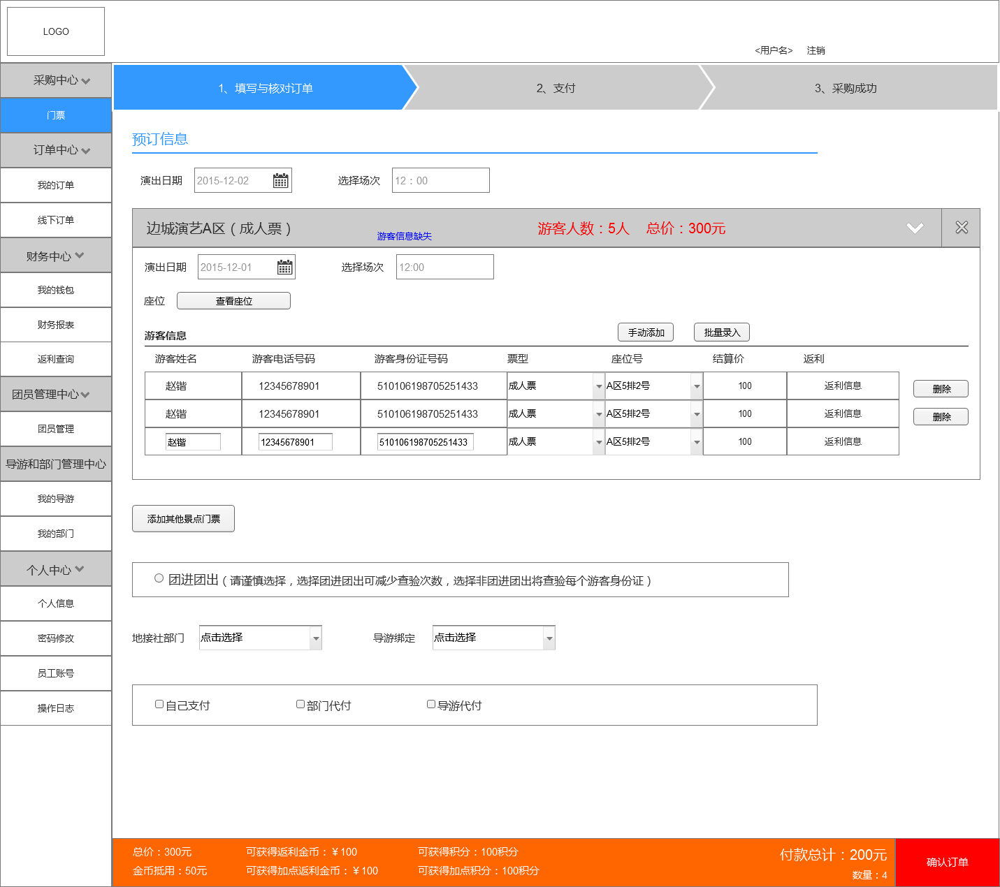 LOGO
<用户名> 注销
采购中心
门票
订单中心
我的订单
线下订单
财务中心
我的钱包
财务报表
返利查询
团员管理中心
团员管理
导游和部门管理中心
我的导游
我的部门
个人中心
个人信息
密码修改
员工账号
操作日志
1、填写与核对订单 2、支付 3、采购成功
预订信息
演出日期 2015-12-02 选择场次 12：00
边城演艺A区（成人票） 游客信息缺失 游客人数：5人 总价：300元
演出日期 2015-12-01 选择场次 12:00
座位 查看座位
游客信息 手动添加 批量录入
游客姓名 游客电话号码 游客身份证号码 票型 座位号 结算价 返利
赵锴 12345678901 510106198705251433 成人票 A区5排2号 100 返利信息 删除
赵锴 12345678901 510106198705251433 成人票 A区5排2号 100 返利信息 删除
赵锴 12345678901 510106198705251433 成人票 A区5排2号 100 返利信息
添加其他景点门票
团进团出（请谨慎选择，选择团进团出可减少查验次数，选择非团进团出将查验每个游客身份证）
地接社部门 点击选择 导游绑定 点击选择
自己支付 部门代付 导游代付
总价：300元 可获得返利金币：￥100 可获得积分：100积分 付款总计：200元
金币抵用：50元 可获得加点返利金币：￥100 可获得加点积分：100积分 数量：4
确认订单